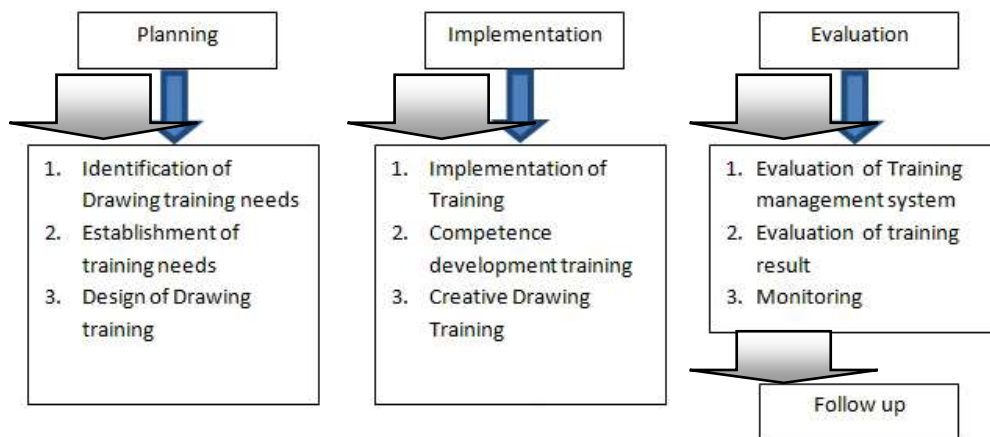 Planning
1. Identification of
Drawing training needs
2. Establishment of
training needs
3. Design of Drawing
training
Implementation
1. Implementation of
Training
2. Competence
development training
3. Creative Drawing
Training
Evaluation
1. Evaluation of Training
management system
2. Evaluation of training
result
3. Monitoring
Follow up